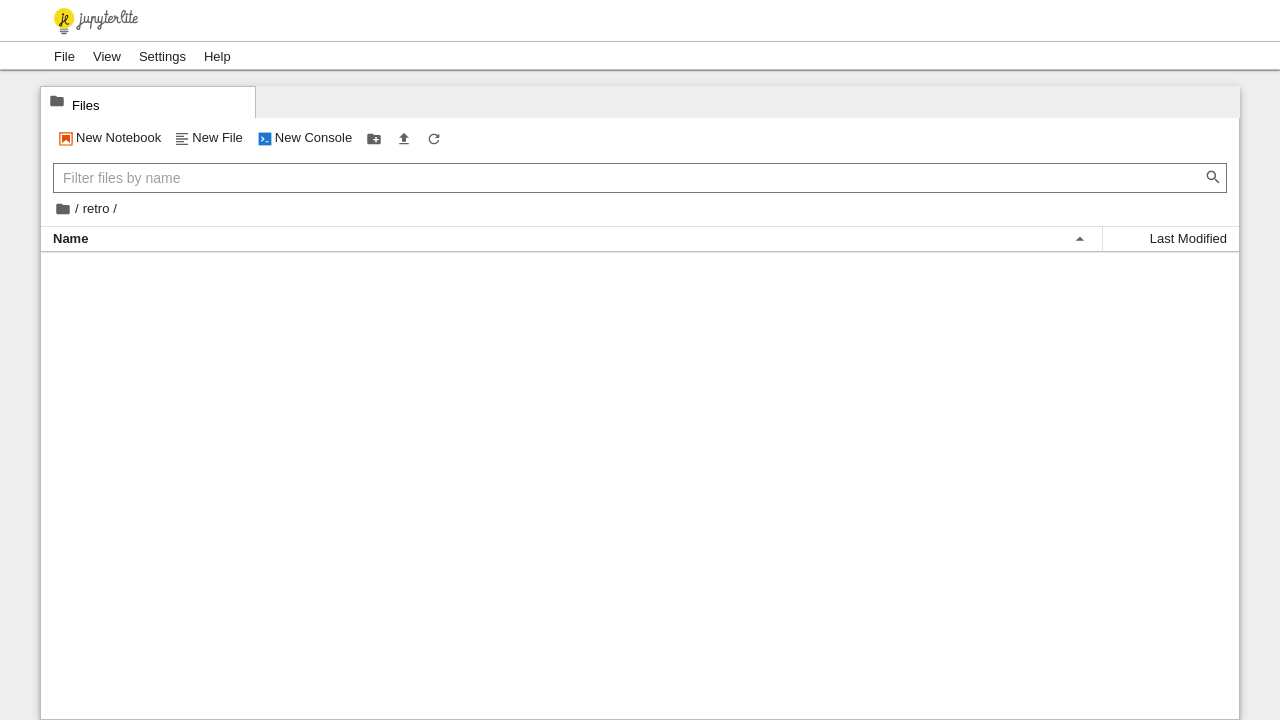 jupyterlite
File View Settings Help
Files
New Notebook New File New Console
Filter files by name
/ retro /
Name Last Modified